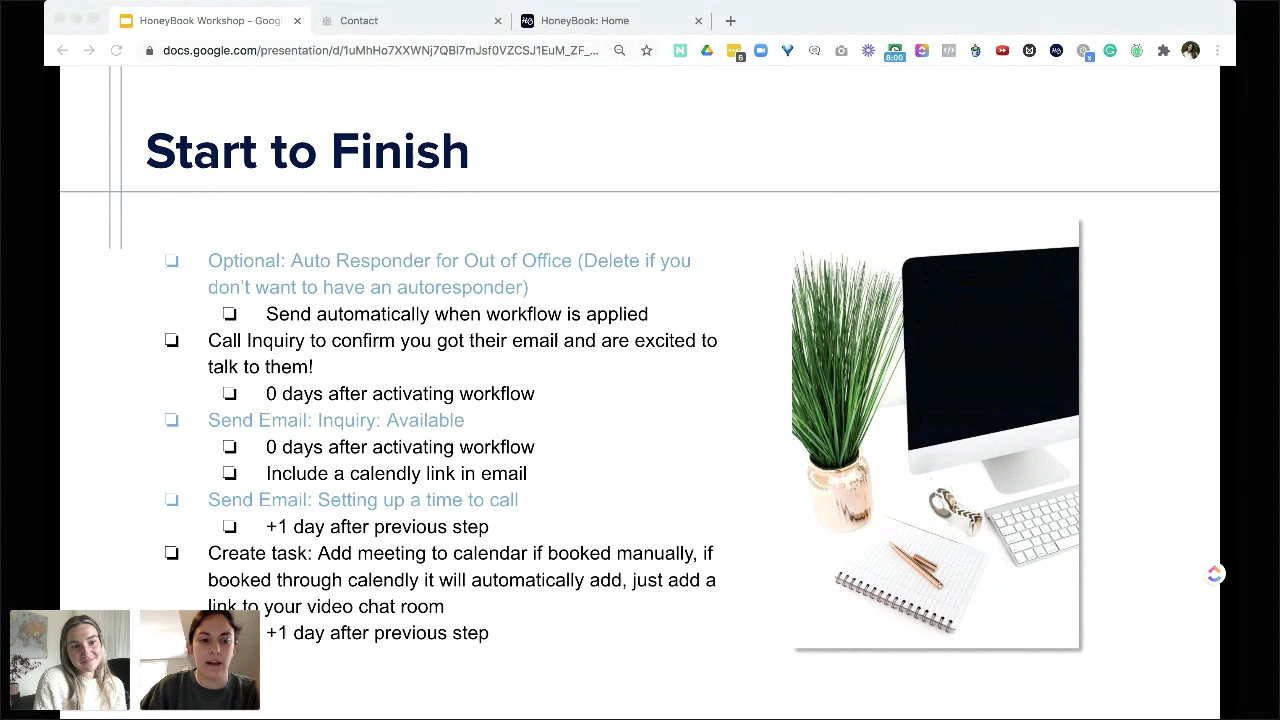 HoneyBook Workshop - Googl
Contact
HoneyBook: Home
docs.google.com/presentation/d/1uMhHo7XXWNj7QBl7mJsf0VZCSJ1EuM_ZF_...
6
8:00
Start to Finish
Optional: Auto Responder for Out of Office (Delete if you
don't want to have an autoresponder)
Send automatically when workflow is applied
Call Inquiry to confirm you got their email and are excited to
talk to them!
0 days after activating workflow
Send Email: Inquiry: Available
0 days after activating workflow
Include a calendly link in email
Send Email: Setting up a time to call
+1 day after previous step
Create task: Add meeting to calendar if booked manually, if
booked through calendly it will automatically add, just add a
link to your video chat room
+1 day after previous step